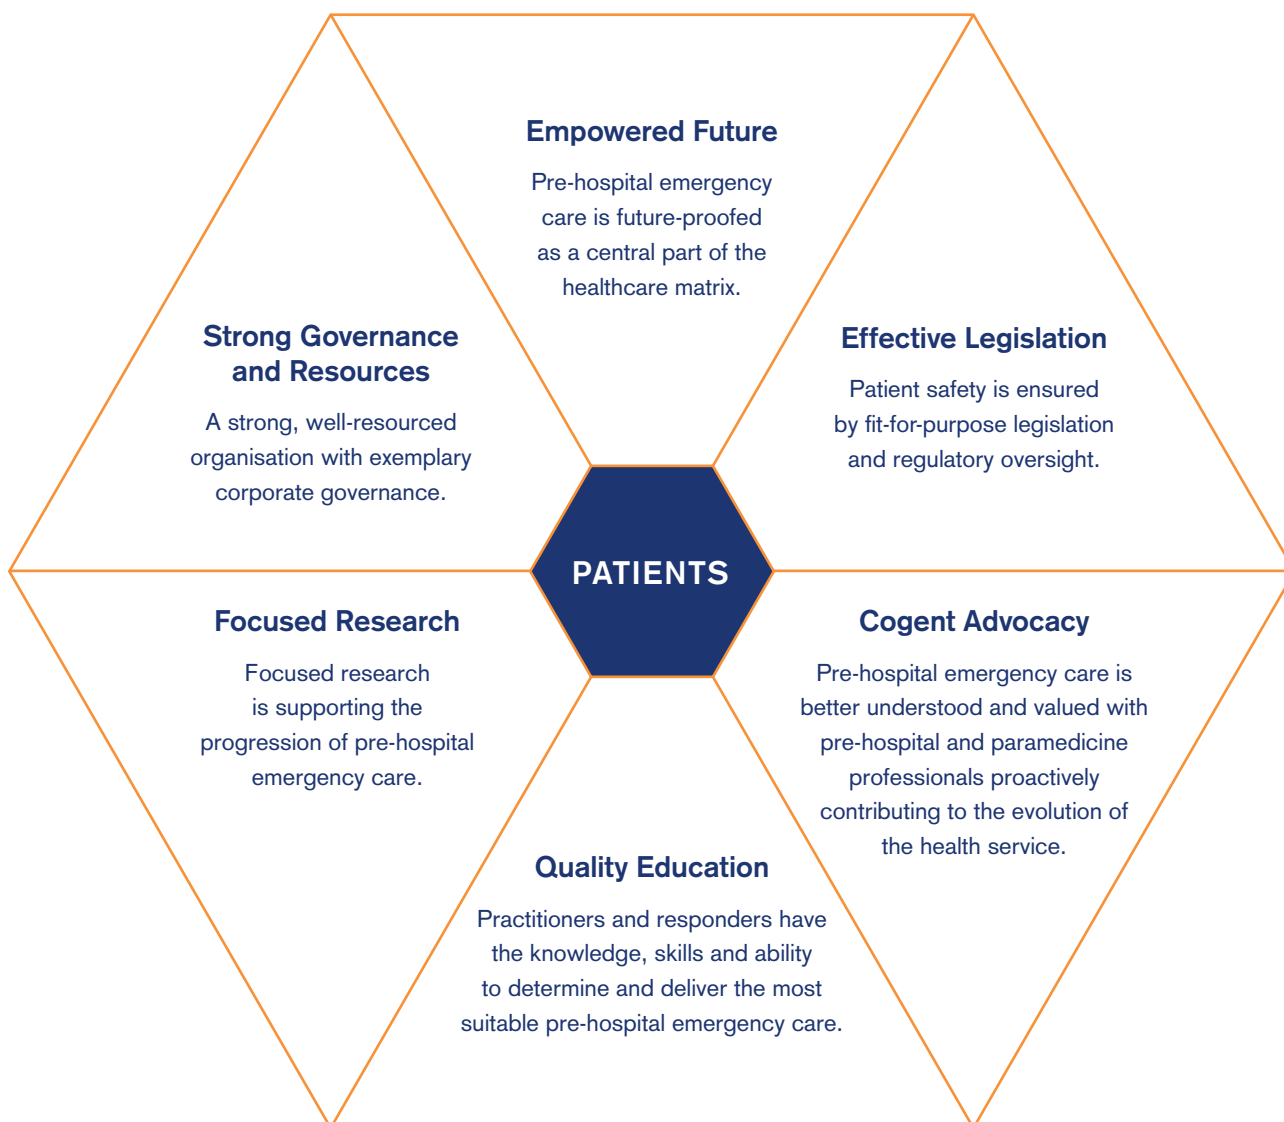 Empowered Future
Pre-hospital emergency
care is future-proofed
as a central part of the
healthcare matrix.
Strong Governance
and Resources
A strong, well-resourced
organisation with exemplary
corporate governance.
Effective Legislation
Patient safety is ensured
by fit-for-purpose legislation
and regulatory oversight.
PATIENTS
Focused Research
Focused research
is supporting the
progression of pre-hospital
emergency care.
Cogent Advocacy
Pre-hospital emergency care is
better understood and valued with
pre-hospital and paramedicine
professionals proactively
contributing to the evolution of
the health service.
Quality Education
Practitioners and responders have
the knowledge, skills and ability
to determine and deliver the most
suitable pre-hospital emergency care.